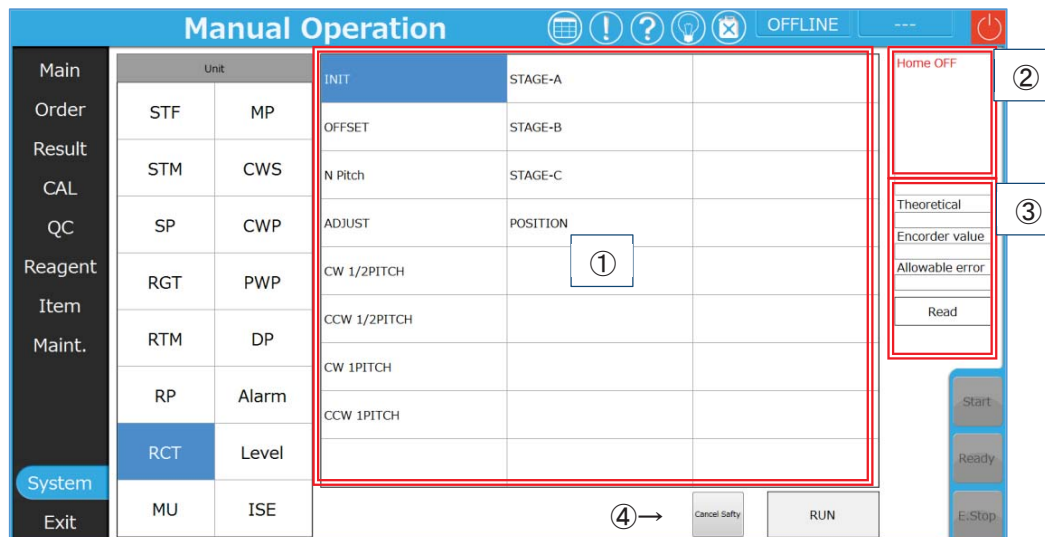 Manual Operation
OFFLINE
---
Main
Order
Result
CAL
QC
Reagent
Item
Maint.
System
Exit
Unit
STF MP
STM CWS
SP CWP
RGT PWP
RTM DP
RP Alarm
RCT Level
MU ISE
INIT STAGE-A
OFFSET STAGE-B
N Pitch STAGE-C
ADJUST POSITION
CW 1/2PITCH
CCW 1/2PITCH
CW 1PITCH
CCW 1PITCH
①
Home OFF
②
Theoretical
③
Encorder value
Allowable error
Read
Start
Ready
E.Stop
④→
Cancel Safty
RUN